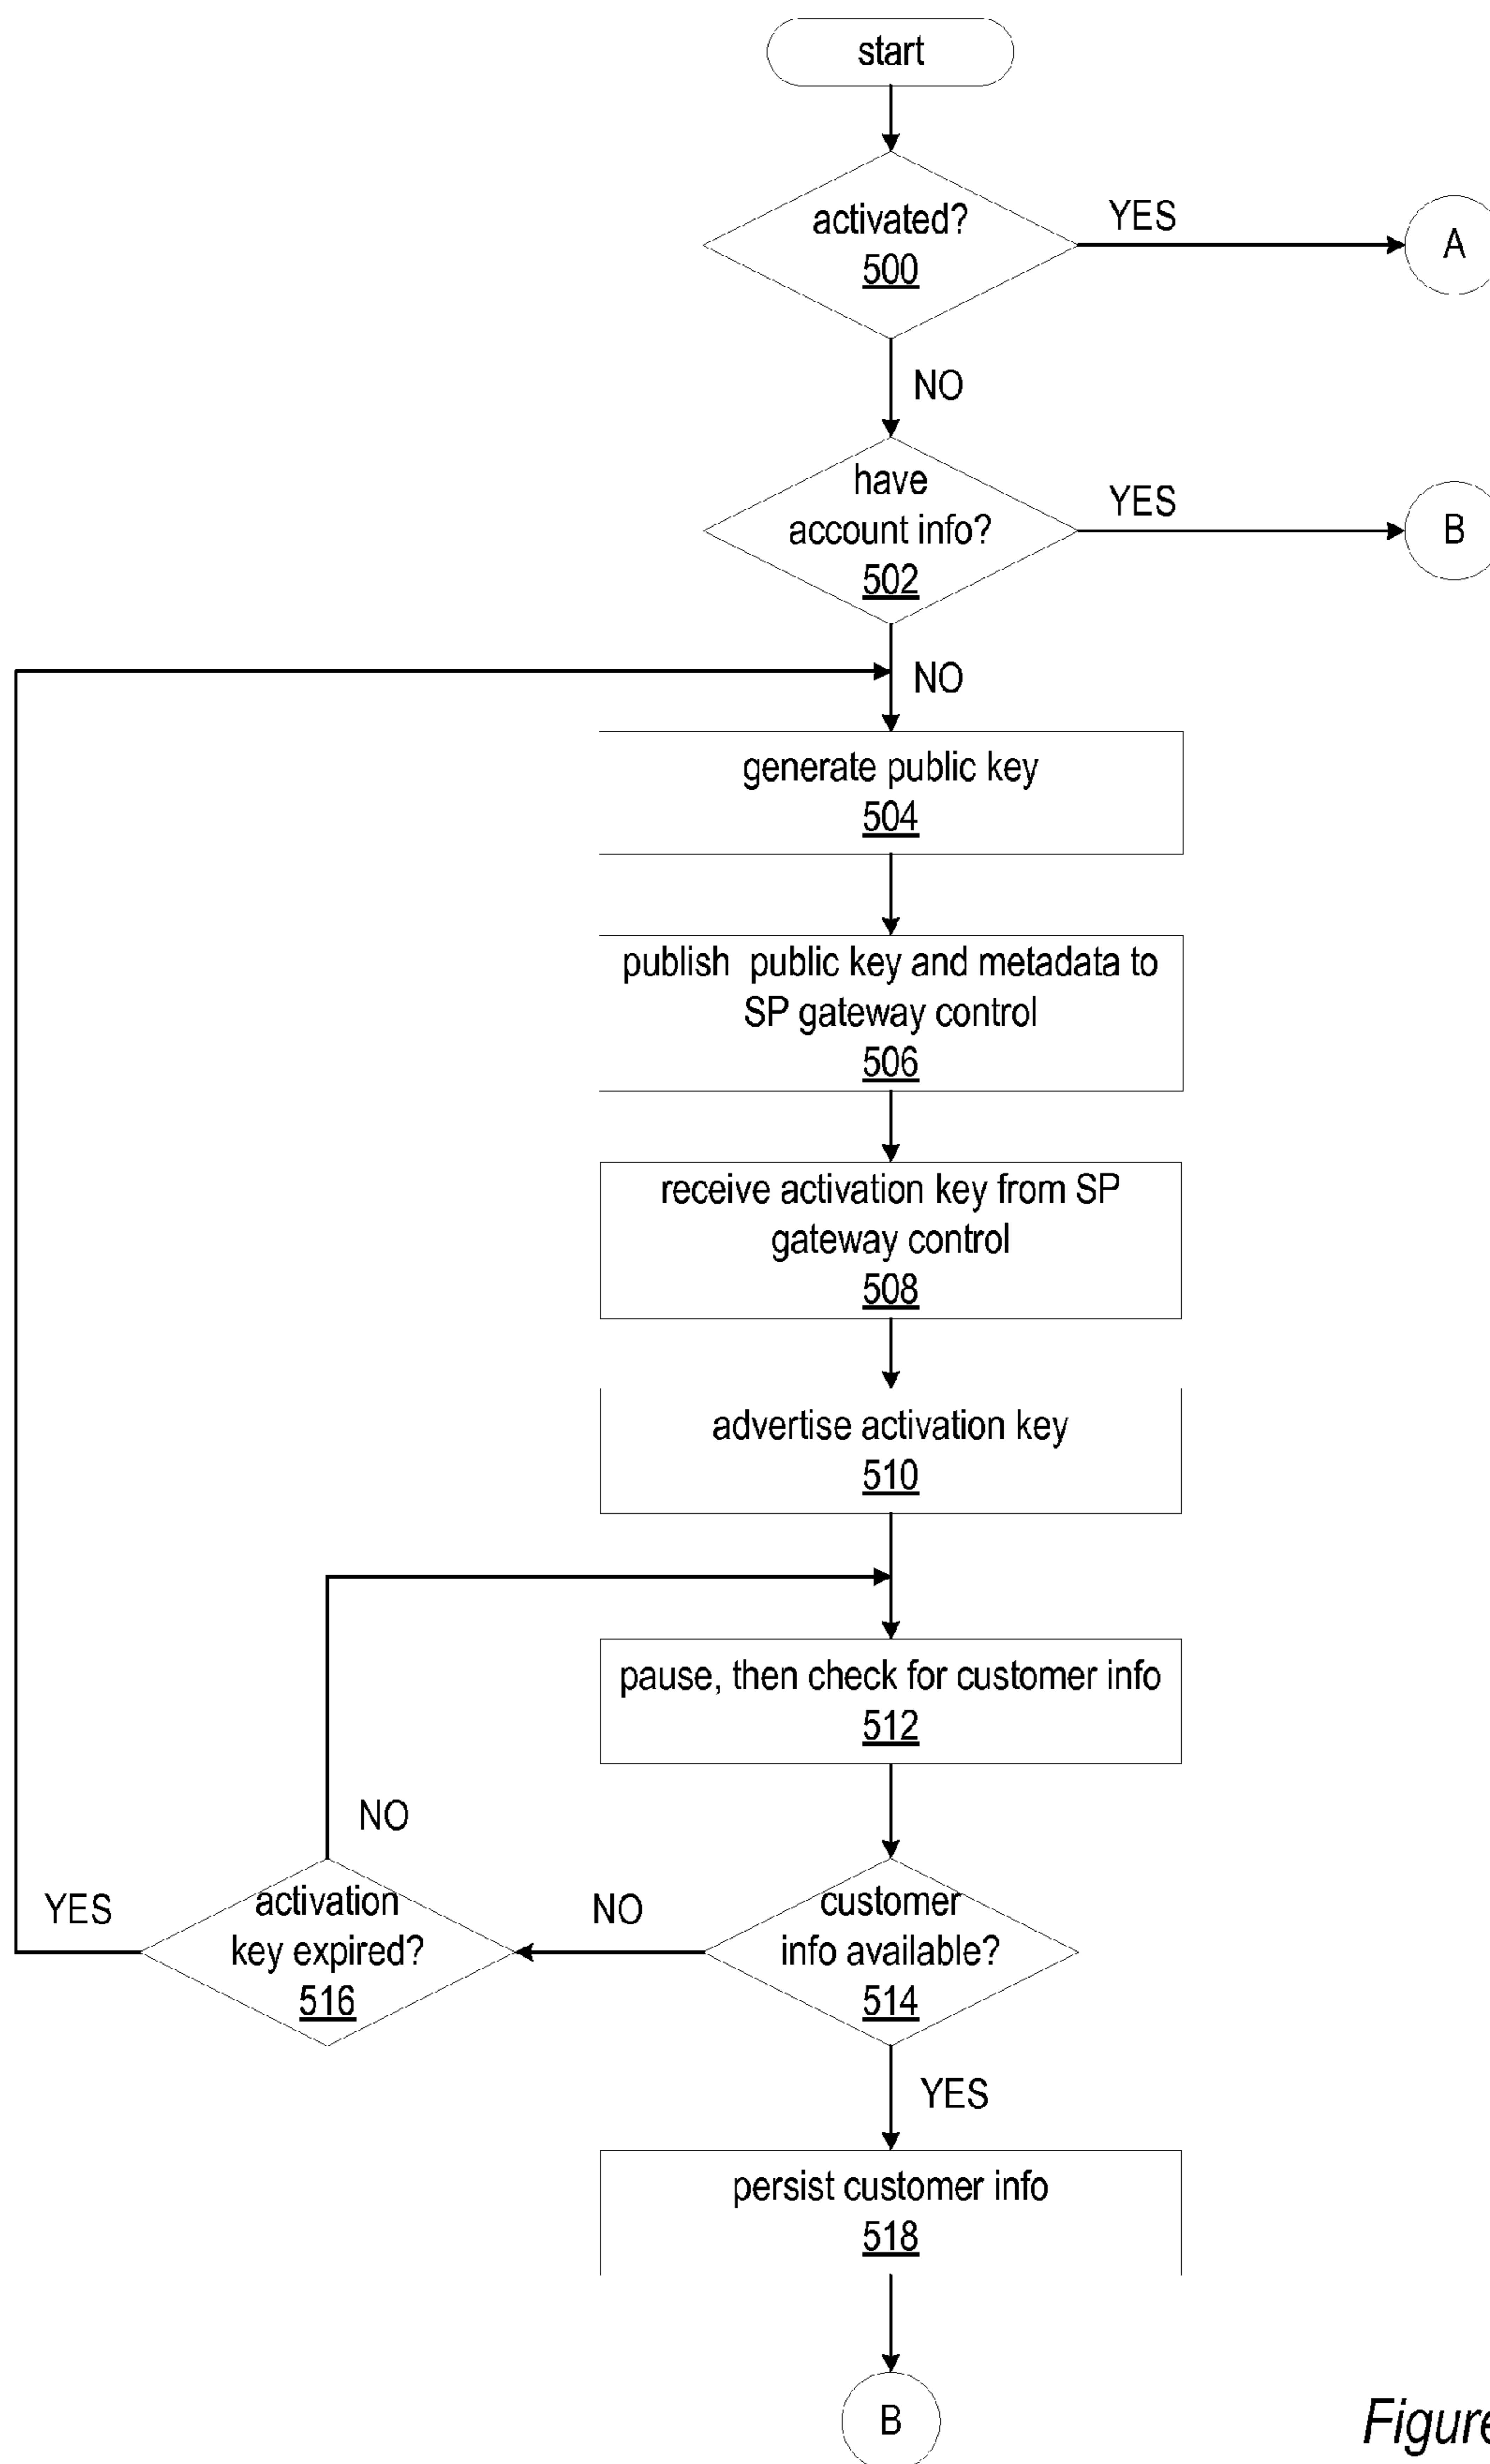 start
activated?
500
YES
A
NO
have
account info?
502
YES
B
NO
generate public key
504
publish public key and metadata to
SP gateway control
506
receive activation key from SP
gateway control
508
advertise activation key
510
pause, then check for customer info
512
NO
YES
activation
key expired?
516
NO
customer
info available?
514
YES
persist customer info
518
B
Figure